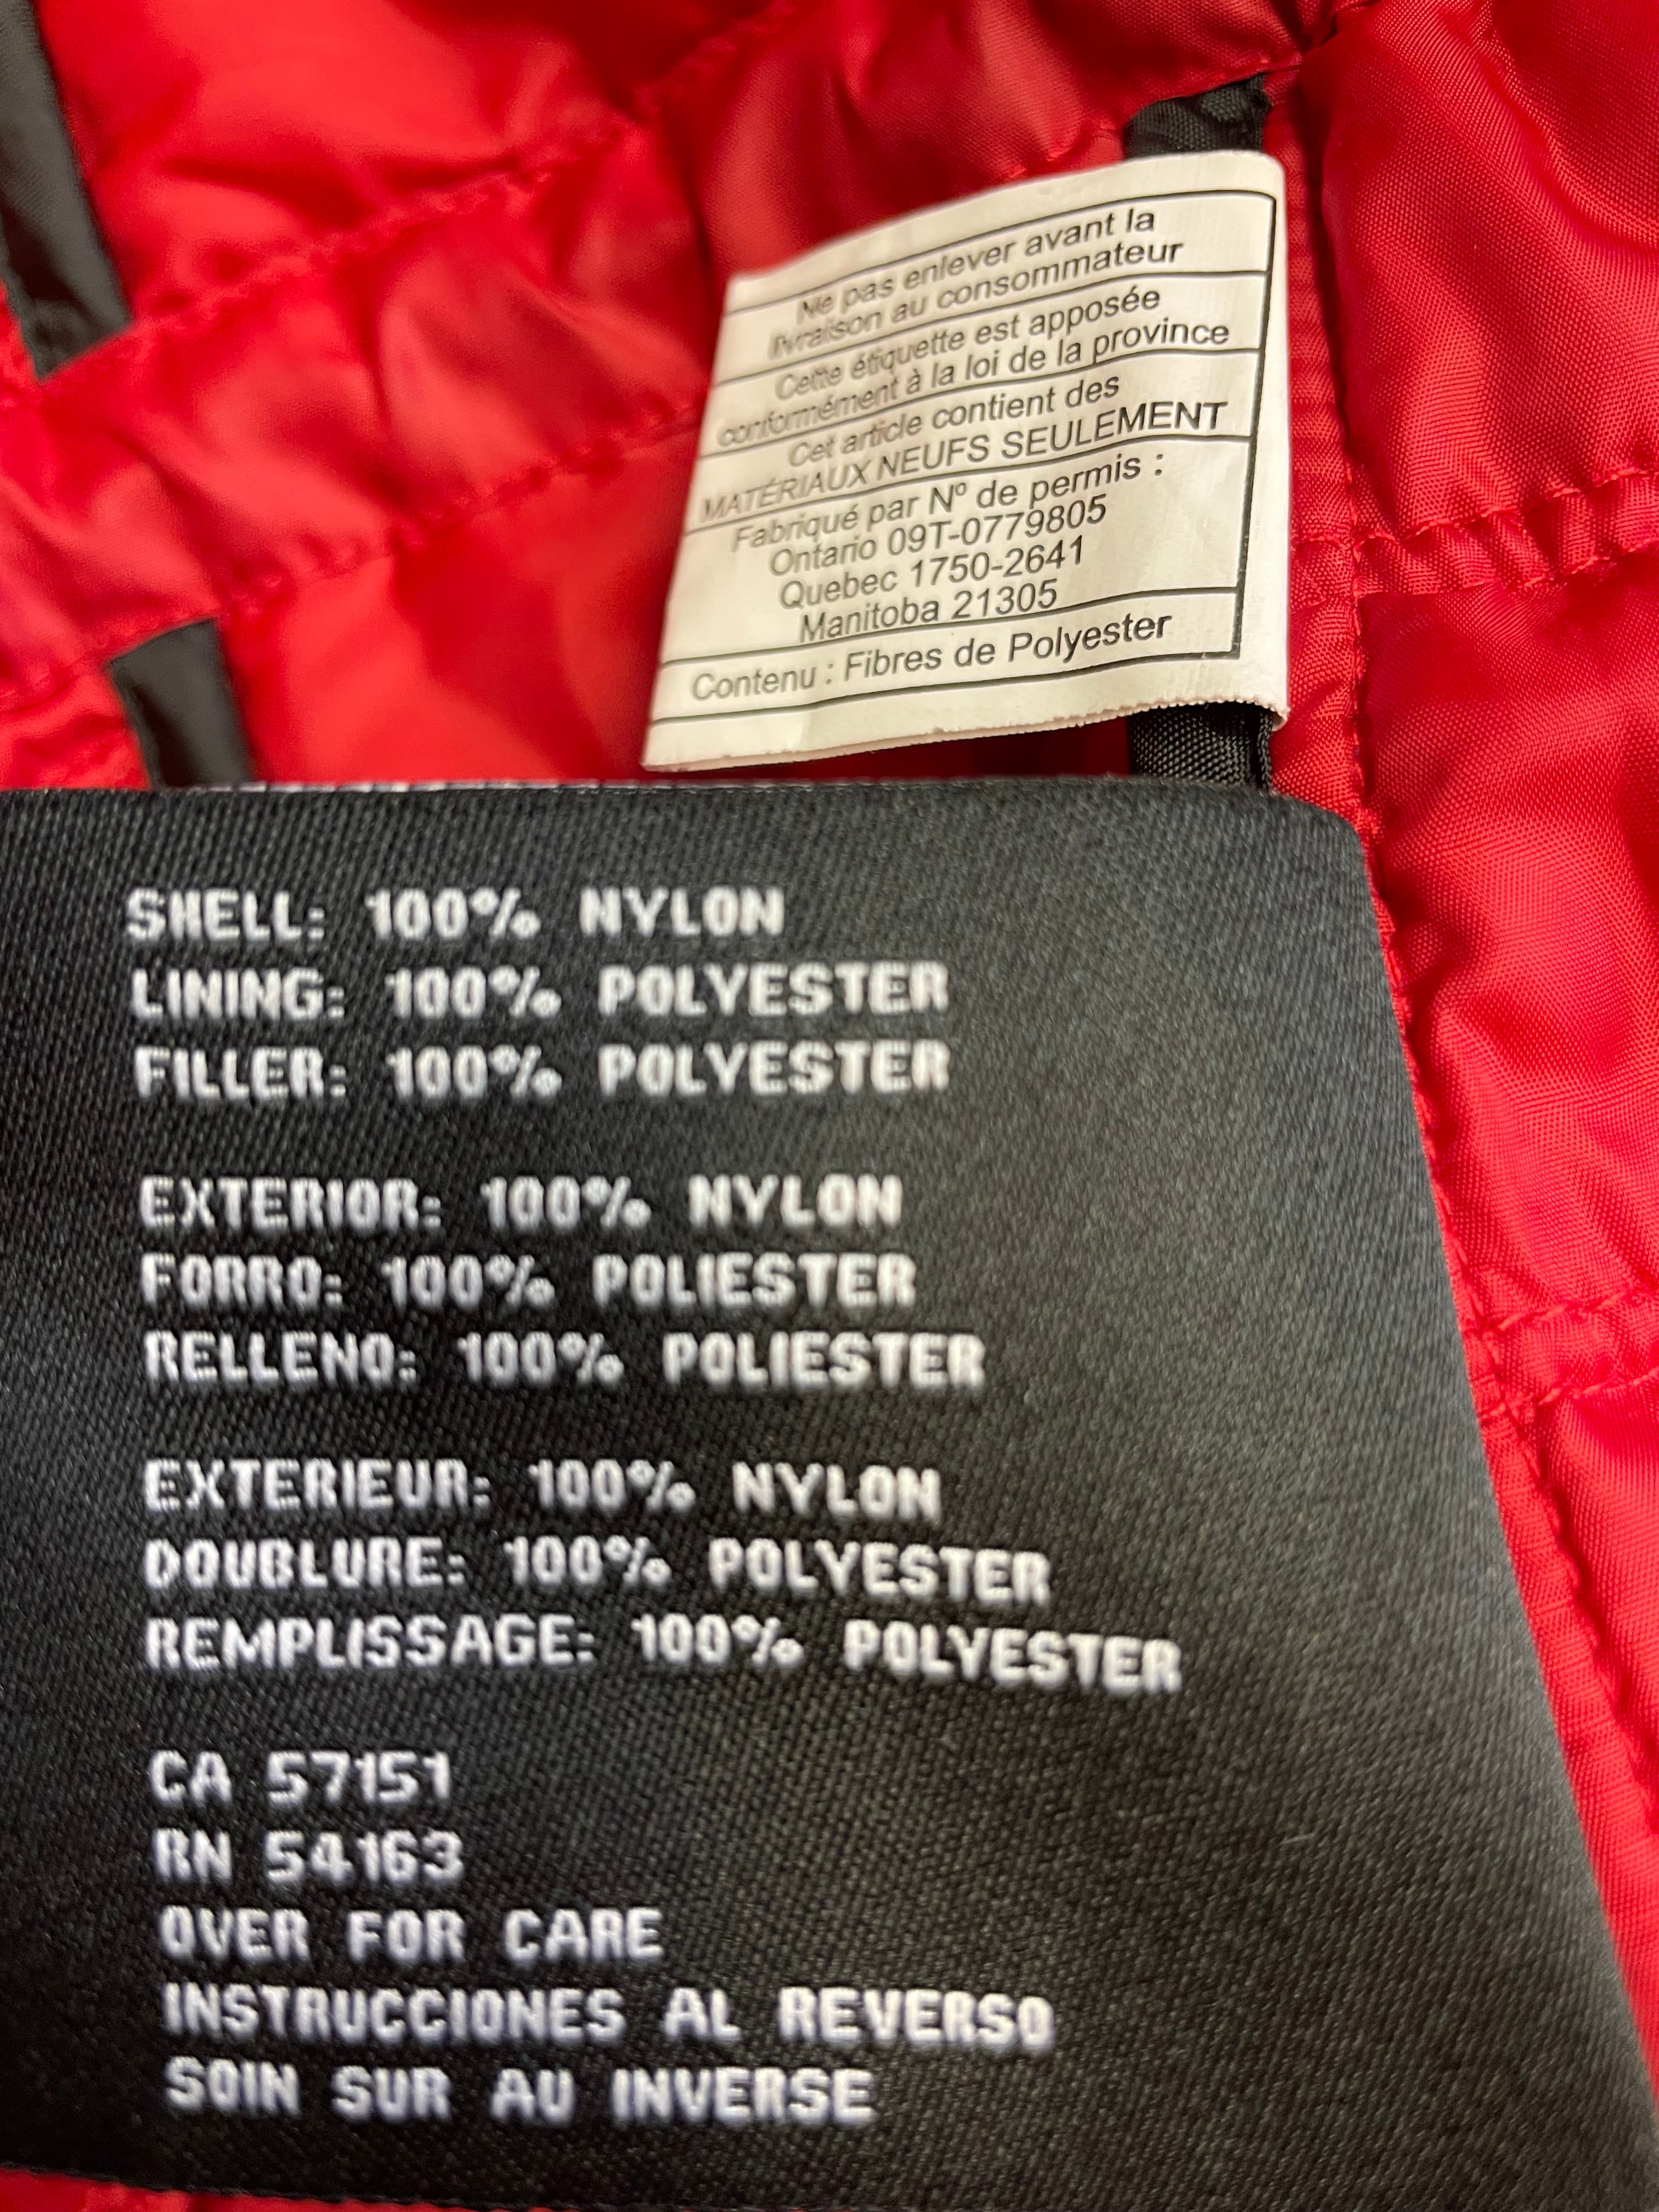 Ne pas enlever avant la
livraison au consommateur
Cette étiquette est apposée
conformément à la loi de la province
Cet article contient des
MATÉRIAUX NEUFS SEULEMENT
Fabriqué par Nº de permis :
Ontario 09T-0779805
Quebec 1750-2641
Manitoba 21305
Contenu : Fibres de Polyester
SHELL: 100% NYLON
LINING: 100% POLYESTER
FILLER: 100% POLYESTER
EXTERIOR: 100% NYLON
FORRO: 100% POLIESTER
RELLENO: 100% POLIESTER
EXTERIEUR: 100% NYLON
DOUBLURE: 100% POLYESTER
REMPLISSAGE: 100% POLYESTER
CA 57151
RN 54163
OVER FOR CARE
INSTRUCCIONES AL REVERSO
SOIN SUR AU INVERSE